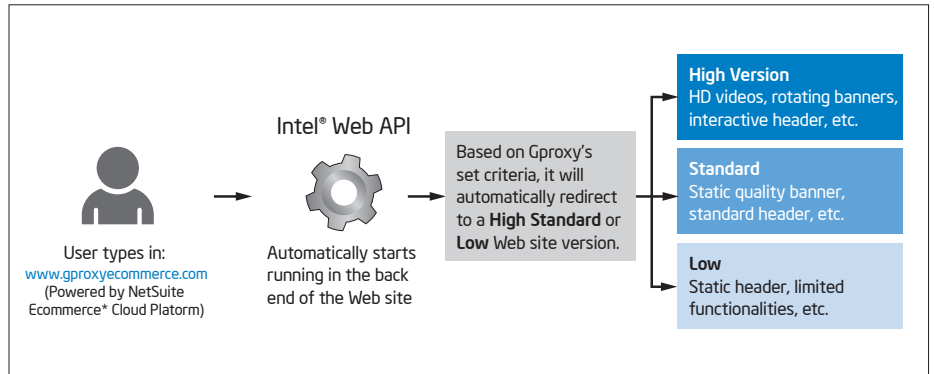 User types in:
www.gproxyecommerce.com
(Powered by NetSuite
Ecommerce* Cloud Platorm)
Intel® Web API
Automatically starts
running in the back
end of the Web site
Based on Gproxy's
set criteria, it will
automatically redirect
to a High Standard or
Low Web site version.
High Version
HD videos, rotating banners,
interactive header, etc.
Standard
Static quality banner,
standard header, etc.
Low
Static header, limited
functionalities, etc.